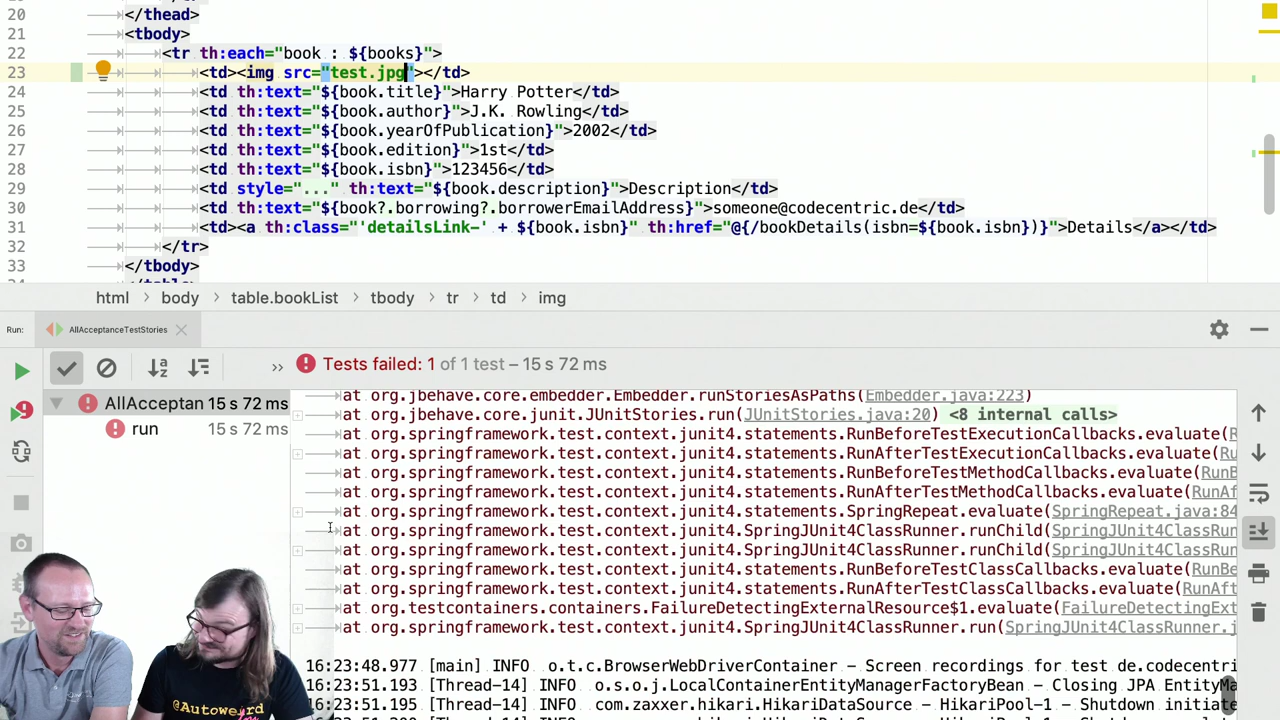 20 </thead>
21 <tbody>
22 <tr th:each="book : ${books}">
23 <td><img src="test.jpg"></td>
24 <td th:text="${book.title}">Harry Potter</td>
25 <td th:text="${book.author}">J.K. Rowling</td>
26 <td th:text="${book.yearOfPublication}">2002</td>
27 <td th:text="${book.edition}">1st</td>
28 <td th:text="${book.isbn}">123456</td>
29 <td style="..." th:text="${book.description}">Description</td>
30 <td th:text="${book?.borrowing?.borrowerEmailAddress}">someone@codecentric.de</td>
31 <td><a th:class="'detailsLink-' + ${book.isbn}" th:href="@{/bookDetails(isbn=${book.isbn})}">Details</a></td>
32 </tr>
33 </tbody>
html › body › table.bookList › tbody › tr › td › img
Run: AllAcceptanceTestStories
» Tests failed: 1 of 1 test – 15 s 72 ms
AllAcceptan 15 s 72 ms
run 15 s 72 ms
at org.jbehave.core.embedder.Embedder.runStoriesAsPaths(Embedder.java:223)
at org.jbehave.core.junit.JUnitStories.run(JUnitStories.java:20) <8 internal calls>
at org.springframework.test.context.junit4.statements.RunBeforeTestExecutionCallbacks.evaluate(R
at org.springframework.test.context.junit4.statements.RunAfterTestExecutionCallbacks.evaluate(Ru
at org.springframework.test.context.junit4.statements.RunBeforeTestMethodCallbacks.evaluate(RunB
at org.springframework.test.context.junit4.statements.RunAfterTestMethodCallbacks.evaluate(RunAf
at org.springframework.test.context.junit4.statements.SpringRepeat.evaluate(SpringRepeat.java:84
at org.springframework.test.context.junit4.SpringJUnit4ClassRunner.runChild(SpringJUnit4ClassRun
at org.springframework.test.context.junit4.SpringJUnit4ClassRunner.runChild(SpringJUnit4ClassRun
at org.springframework.test.context.junit4.statements.RunBeforeTestClassCallbacks.evaluate(RunBe
at org.springframework.test.context.junit4.statements.RunAfterTestClassCallbacks.evaluate(RunAf
at org.testcontainers.containers.FailureDetectingExternalResource$1.evaluate(FailureDetectingExt
at org.springframework.test.context.junit4.SpringJUnit4ClassRunner.run(SpringJUnit4ClassRunner.j
16:23:48.977 [main] INFO o.t.c.BrowserWebDriverContainer – Screen recordings for test de.codecentri
16:23:51.193 [Thread-14] INFO o.s.o.j.LocalContainerEntityManagerFactoryBean – Closing JPA EntityMa
16:23:51.195 [Thread-14] INFO com.zaxxer.hikari.HikariDataSource – HikariPool-1 – Shutdown initiate
@Autoweird